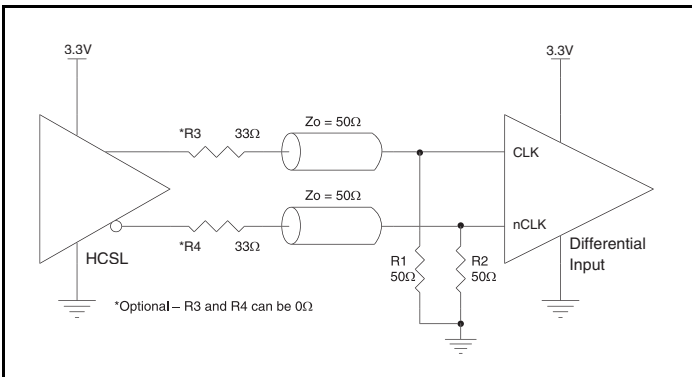 3.3V
3.3V
*R3 33Ω
Zo = 50Ω
CLK
Zo = 50Ω
nCLK
*R4 33Ω
HCSL
R1
50Ω
R2
50Ω
Differential
Input
*Optional – R3 and R4 can be 0Ω